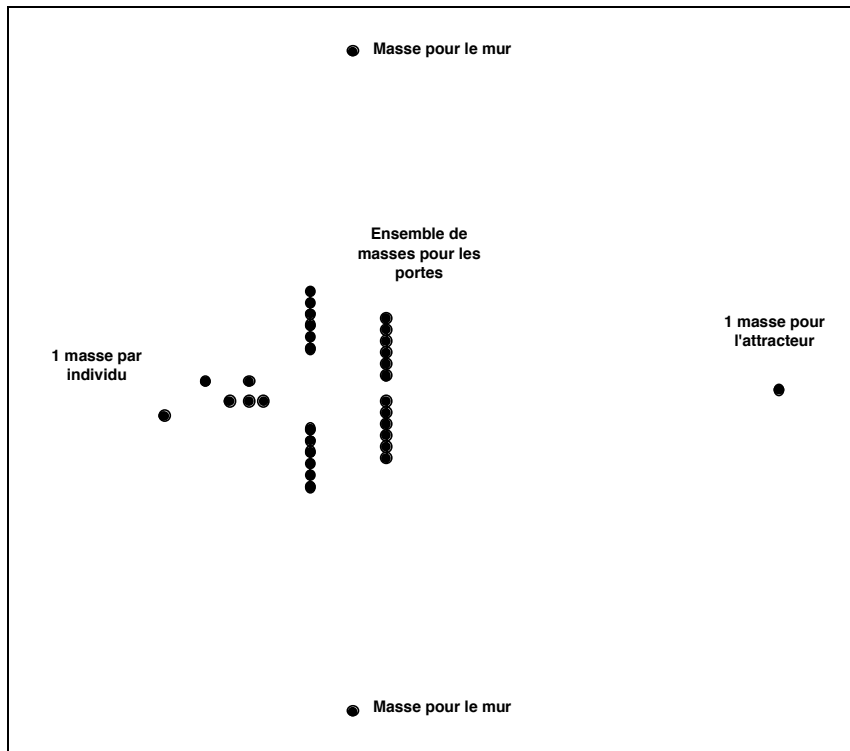 Masse pour le mur
Ensemble de
masses pour les
portes
1 masse pour
l'attracteur
1 masse par
individu
Masse pour le mur